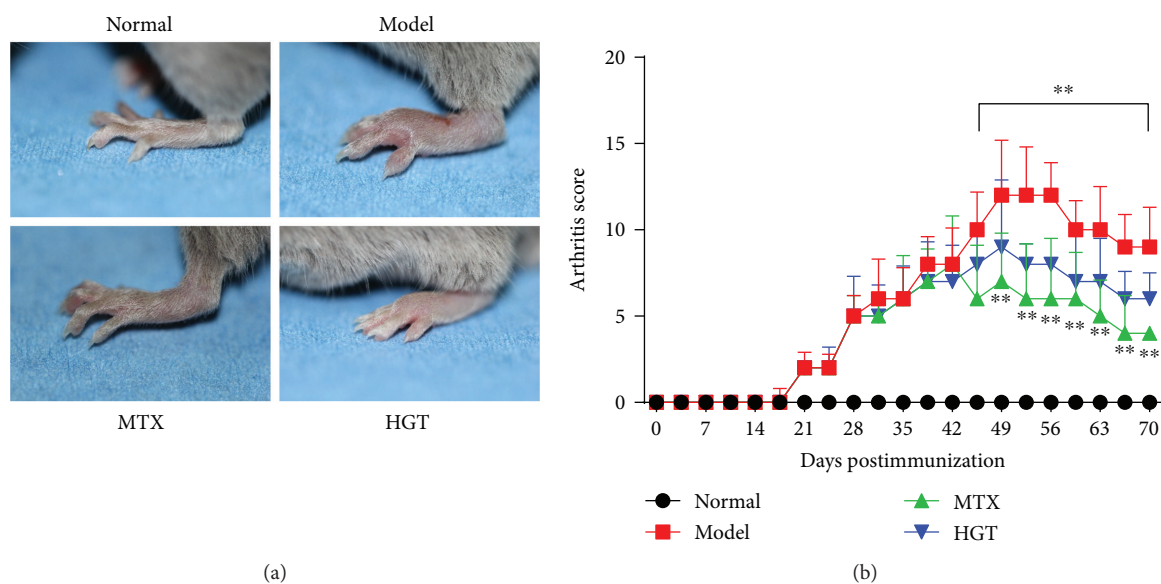 Normal Model
MTX HGT
(a)
20
15
10
5
0
Arthritis score
**
**
**
**
**
**
**
**
0 7 14 21 28 35 42 49 56 63 70
Days postimmunization
Normal MTX
Model HGT
(b)